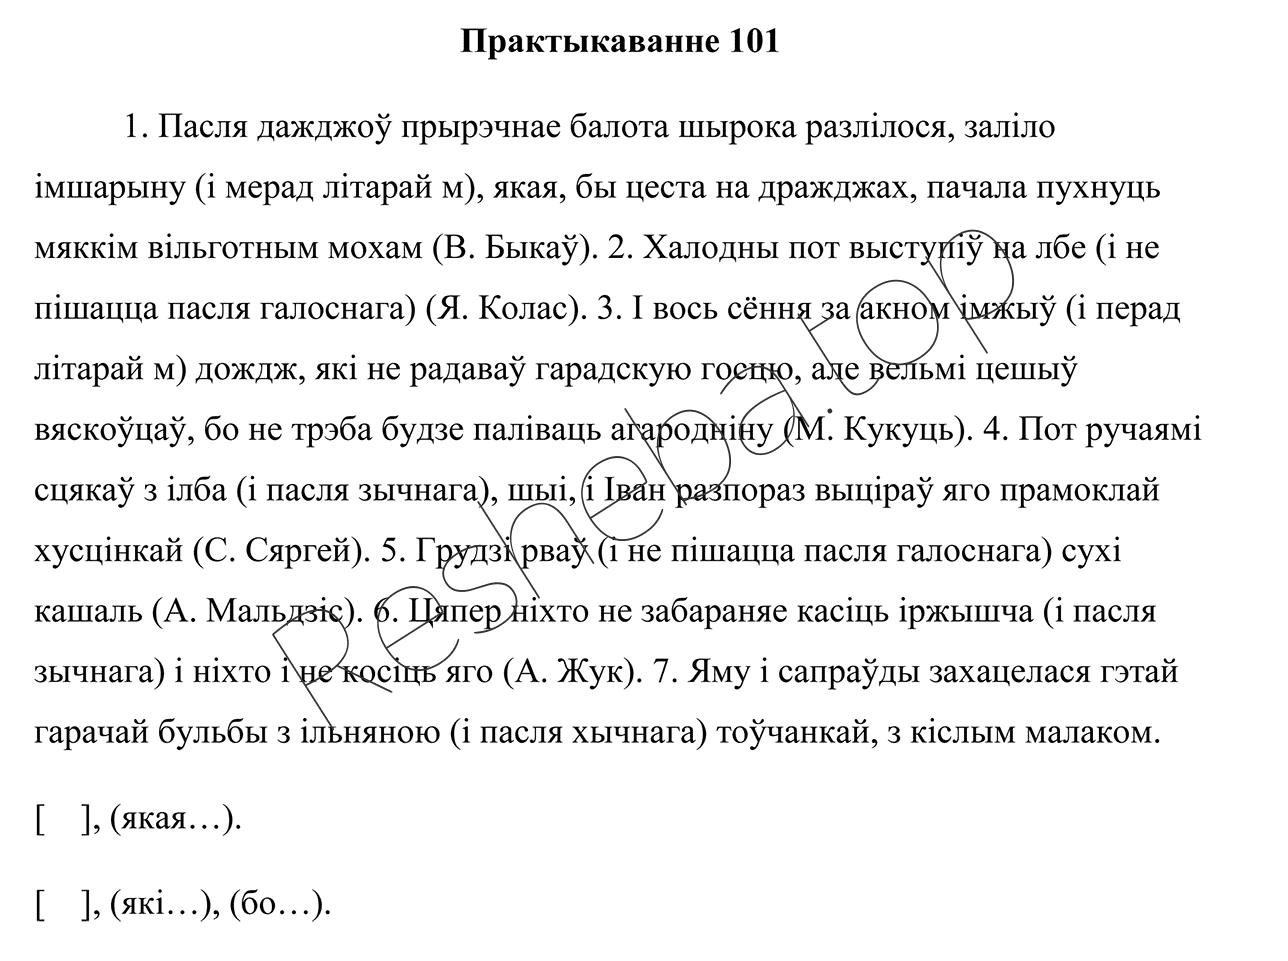 Практыкаванне 101
1. Пасля дажджоў прырэчнае балота шырока разлілося, заліло
імшарыну (і мерад літарай м), якая, бы цеста на дражджах, пачала пухнуць
мяккім вільготным мохам (В. Быкаў). 2. Халодны пот выступіў на лбе (і не
пішацца пасля галоснага) (Я. Колас). 3. І вось сёння за акном імжыў (і перад
літарай м) дождж, які не радаваў гарадскую госцю, але вельмі цешыў
вяскоўцаў, бо не трэба будзе паліваць агародніну (М. Кукуць). 4. Пот ручаямі
сцякаў з ілба (і пасля зычнага), шыі, і Іван разпораз выціраў яго прамоклай
хусцінкай (С. Сяргей). 5. Грудзі рваў (і не пішацца пасля галоснага) сухі
кашаль (А. Мальдзіс). 6. Цяпер ніхто не забараняе касіць іржышча (і пасля
зычнага) і ніхто і не косіць яго (А. Жук). 7. Яму і сапраўды захацелася гэтай
гарачай бульбы з ільняною (і пасля хычнага) тоўчанкай, з кіслым малаком.
[ ], (якая…).
[ ], (які…), (бо…).
Resheba top